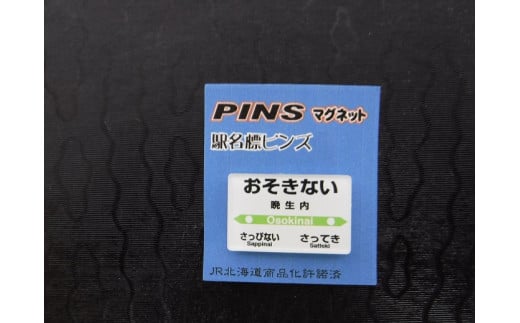 PINS マグネット
駅名標ピンズ
おそきない
晩生内
Osokinai
さっぴない さってき
Sappinai Satteki
JR北海道商品化許諾済